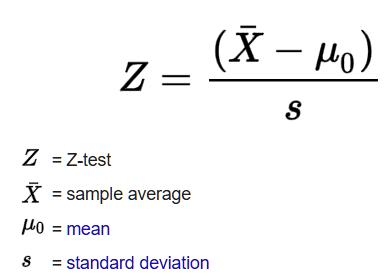 Z = (X̄ − μ₀) / s
Z = Z-test
X̄ = sample average
μ₀ = mean
s = standard deviation